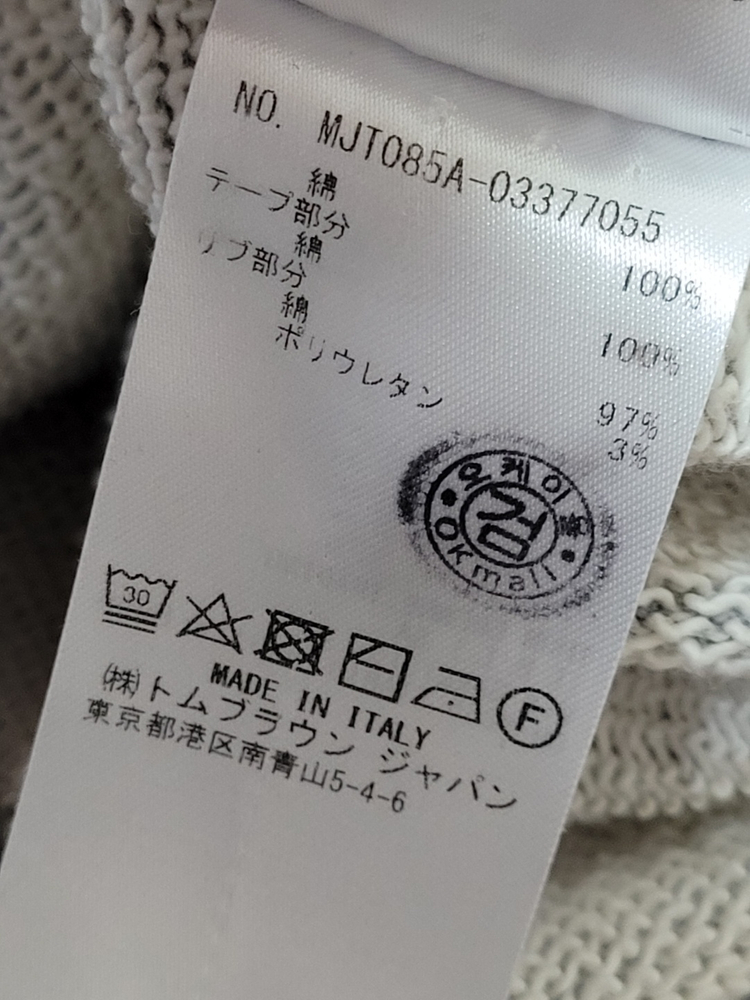 NO. MJT085A-03377055
綿 100%
テープ部分
綿 100%
リブ部分
綿 97%
ポリウレタン 3%
오케이몰
검
OKmall
30
F
MADE IN ITALY
(株)トムブラウン ジャパン
東京都港区南青山5-4-6